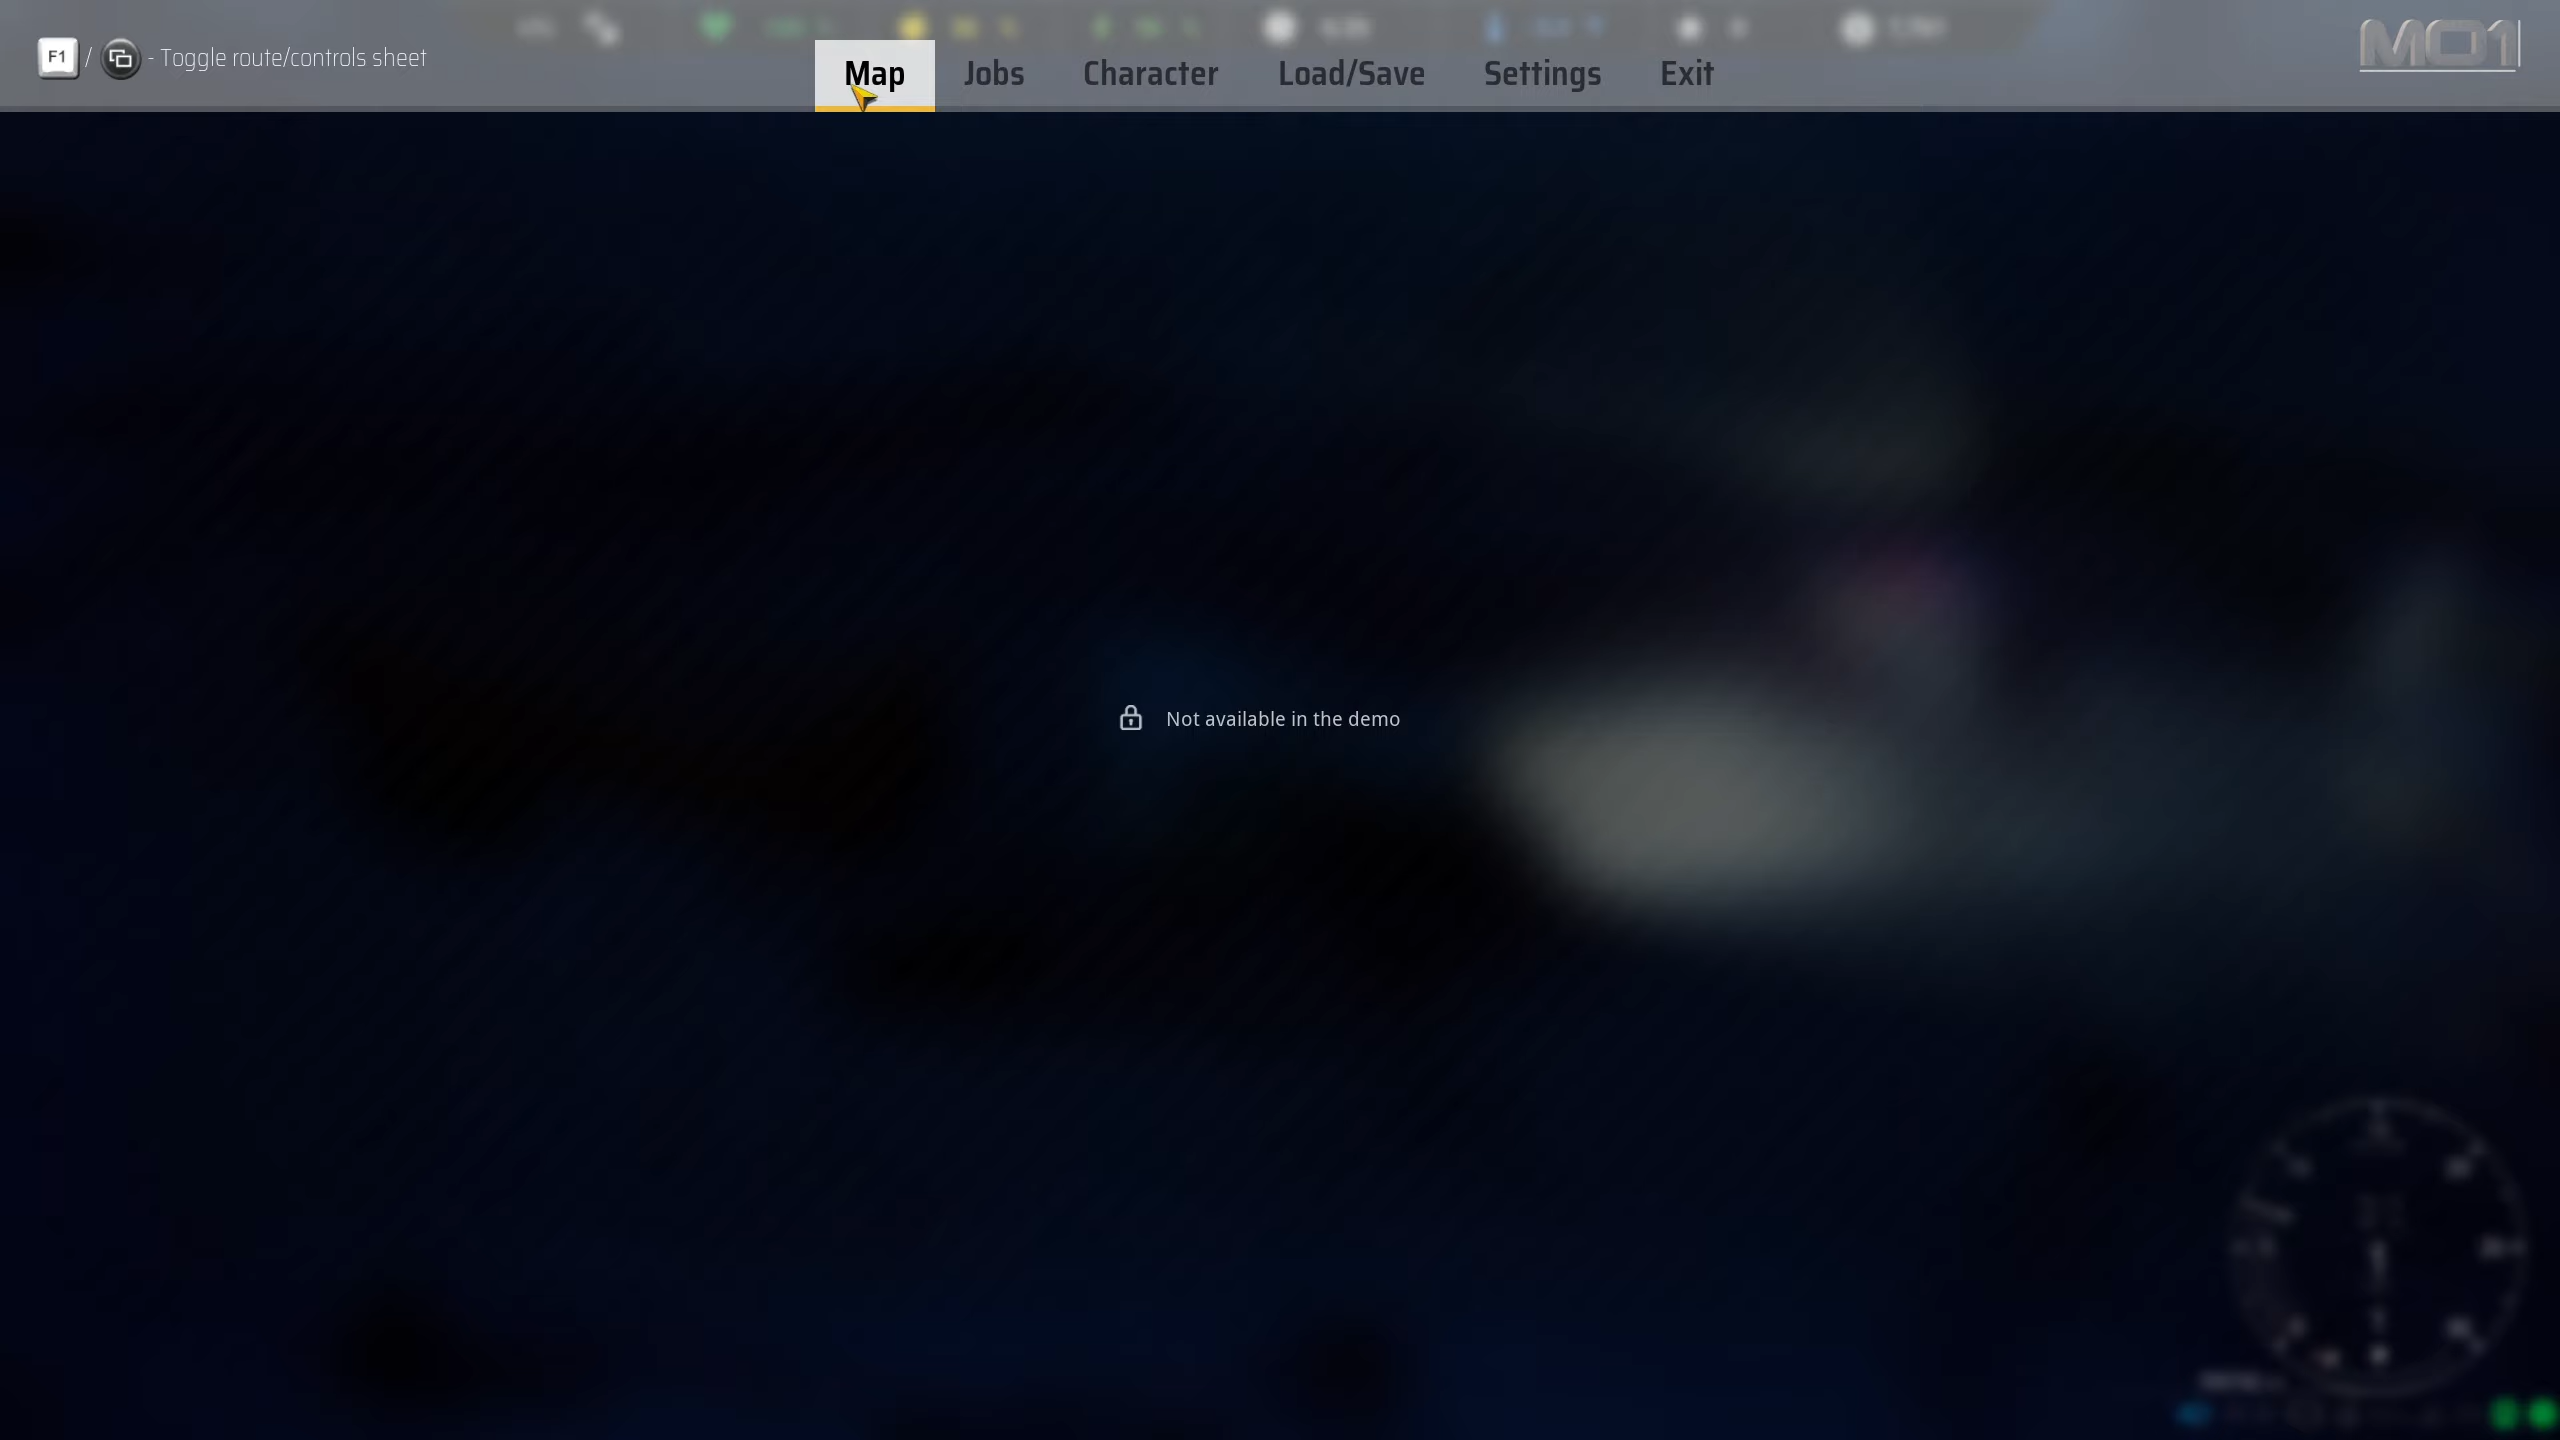 F1 / - Toggle route/controls sheet
Map Jobs Character Load/Save Settings Exit
MO1
Not available in the demo